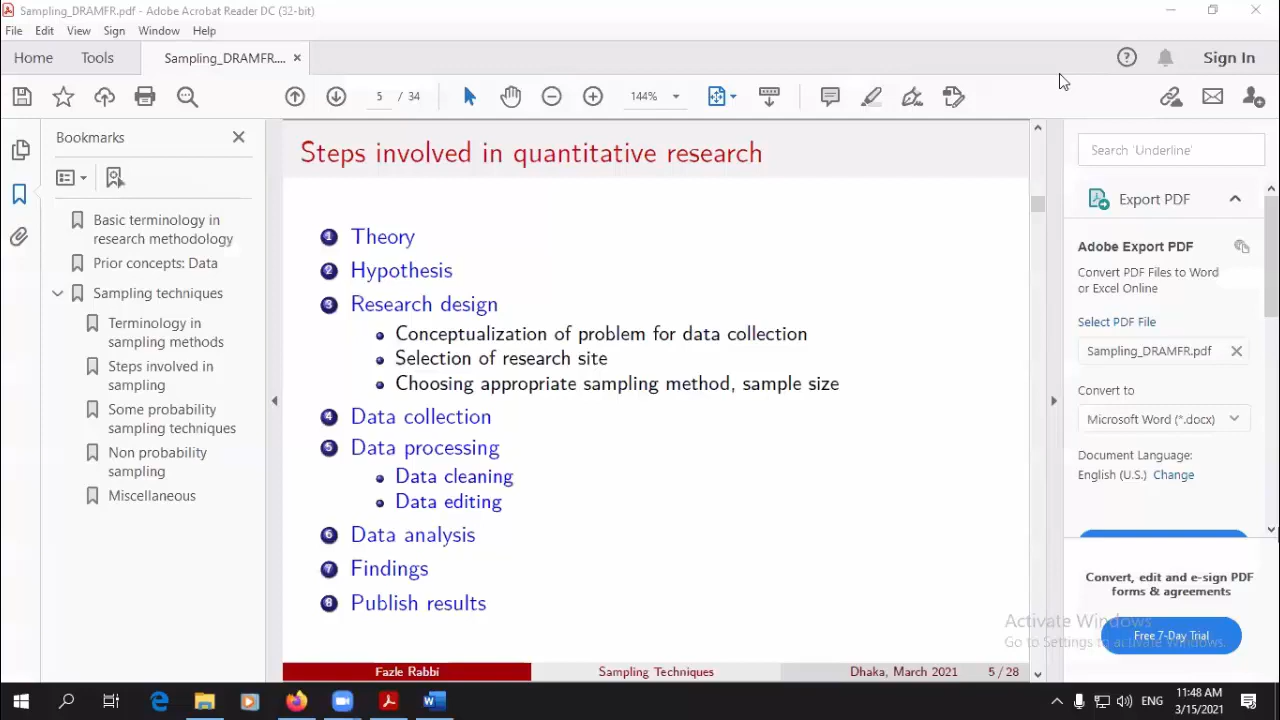 Sampling_DRAMFR.pdf - Adobe Acrobat Reader DC (32-bit)
File Edit View Sign Window Help
Home Tools Sampling_DRAMFR.... × Sign In
5 / 34 144%
Bookmarks
Basic terminology in
research methodology
Prior concepts: Data
Sampling techniques
Terminology in
sampling methods
Steps involved in
sampling
Some probability
sampling techniques
Non probability
sampling
Miscellaneous
Steps involved in quantitative research
1 Theory
2 Hypothesis
3 Research design
• Conceptualization of problem for data collection
• Selection of research site
• Choosing appropriate sampling method, sample size
4 Data collection
5 Data processing
• Data cleaning
• Data editing
6 Data analysis
7 Findings
8 Publish results
Fazle Rabbi Sampling Techniques Dhaka, March 2021 5 / 28
Search 'Underline'
Export PDF
Adobe Export PDF
Convert PDF Files to Word
or Excel Online
Select PDF File
Sampling_DRAMFR.pdf
Convert to
Microsoft Word (*.docx)
Document Language:
English (U.S.) Change
Convert, edit and e-sign PDF
forms & agreements
Free 7-Day Trial
Activate Windows
Go to Settings to activate Windows.
ENG
11:48 AM
3/15/2021